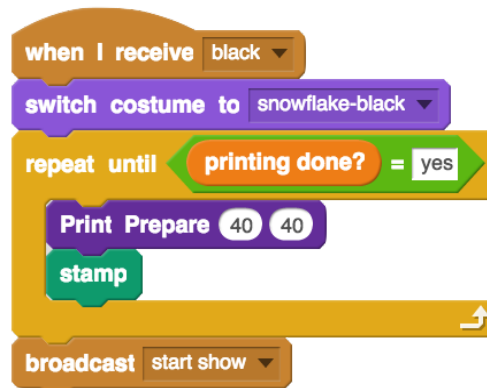 when I receive black
switch costume to snowflake-black
repeat until printing done? = yes
Print Prepare 40 40
stamp
broadcast start show